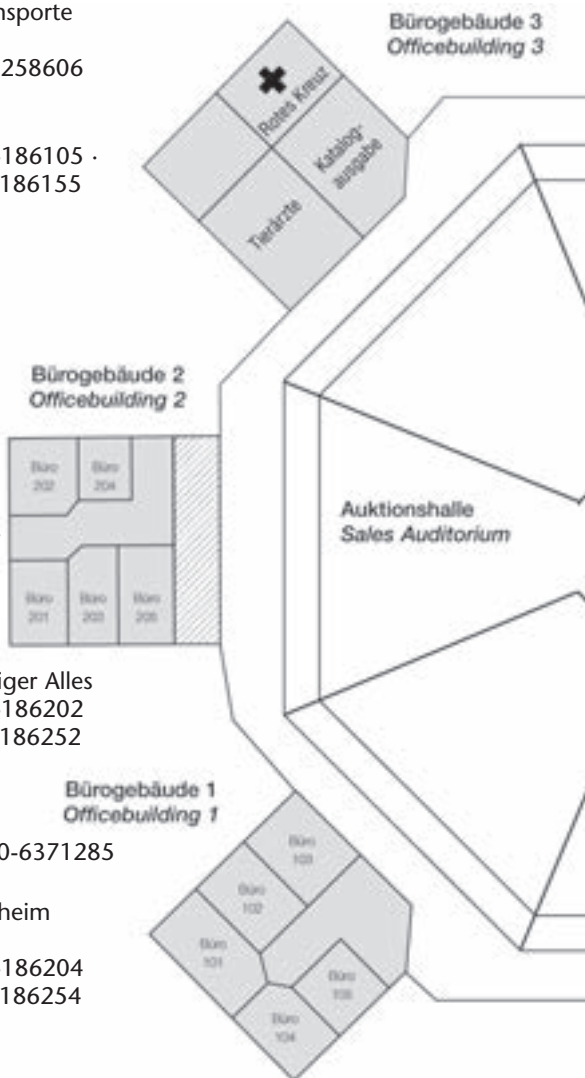 nsporte
258606
186105 ·
186155
iger Alles
186202
186252
0-6371285
heim
186204
186254
Bürogebäude 3
Officebuilding 3
Rotes Kreuz
Katalog-
ausgabe
Tierärzte
Bürogebäude 2
Officebuilding 2
Büro
202
Büro
204
Büro
201
Büro
203
Büro
205
Auktionshalle
Sales Auditorium
Bürogebäude 1
Officebuilding 1
Büro
103
Büro
102
Büro
101
Büro
105
Büro
104